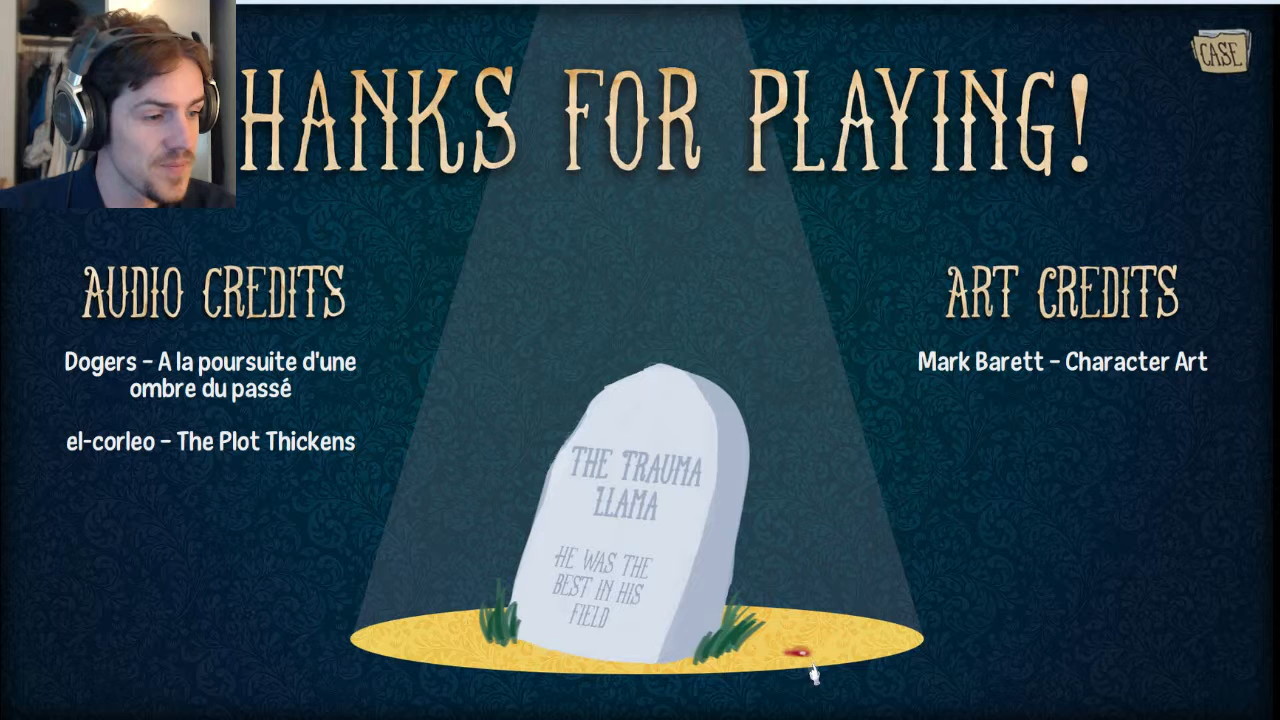 HANKS FOR PLAYING!
CASE
AUDIO CREDITS
Dogers - A la poursuite d'une
ombre du passé
el-corleo - The Plot Thickens
ART CREDITS
Mark Barett - Character Art
THE TRAUMA
LLAMA
HE WAS THE
BEST IN HIS
FIELD